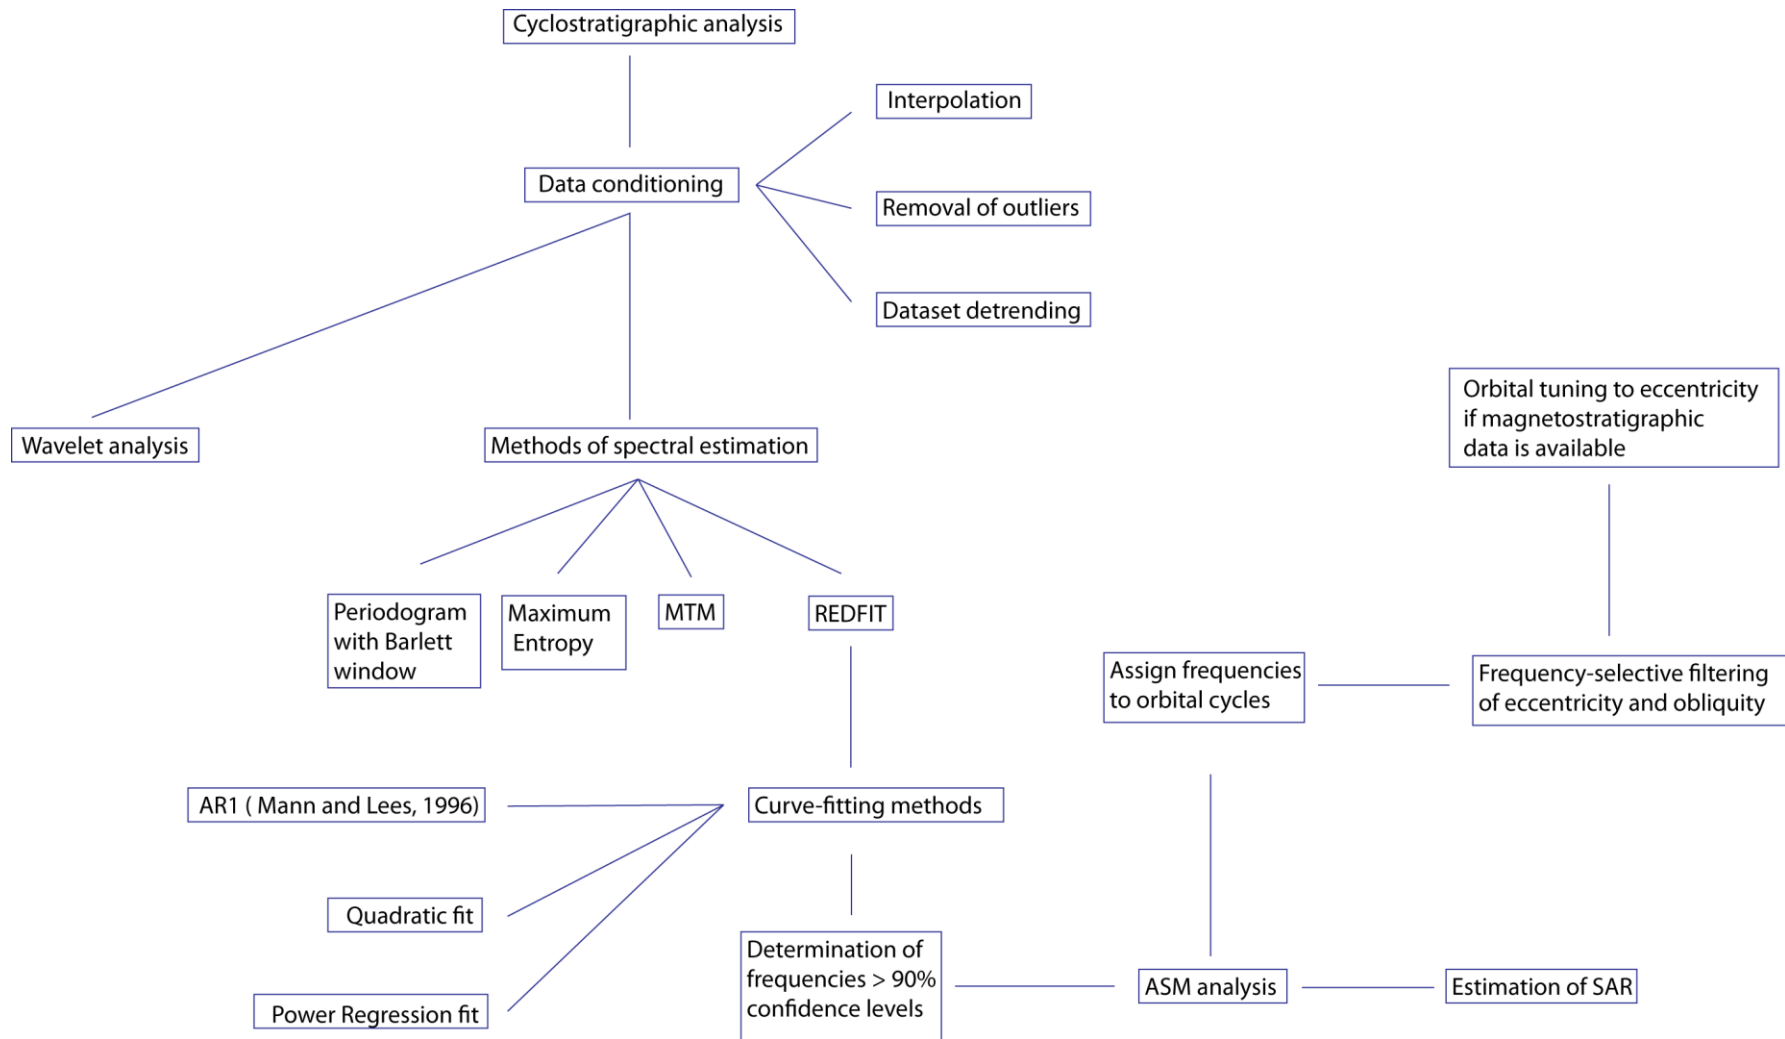 Cyclostratigraphic analysis
Interpolation
Data conditioning
Removal of outliers
Dataset detrending
Orbital tuning to eccentricity
if magnetostratigraphic
data is available
Wavelet analysis
Methods of spectral estimation
Periodogram
with Barlett
window
Maximum
Entropy
MTM
REDFIT
Assign frequencies
to orbital cycles
Frequency-selective filtering
of eccentricity and obliquity
AR1 ( Mann and Lees, 1996)
Curve-fitting methods
Quadratic fit
Determination of
frequencies > 90%
confidence levels
ASM analysis
Estimation of SAR
Power Regression fit